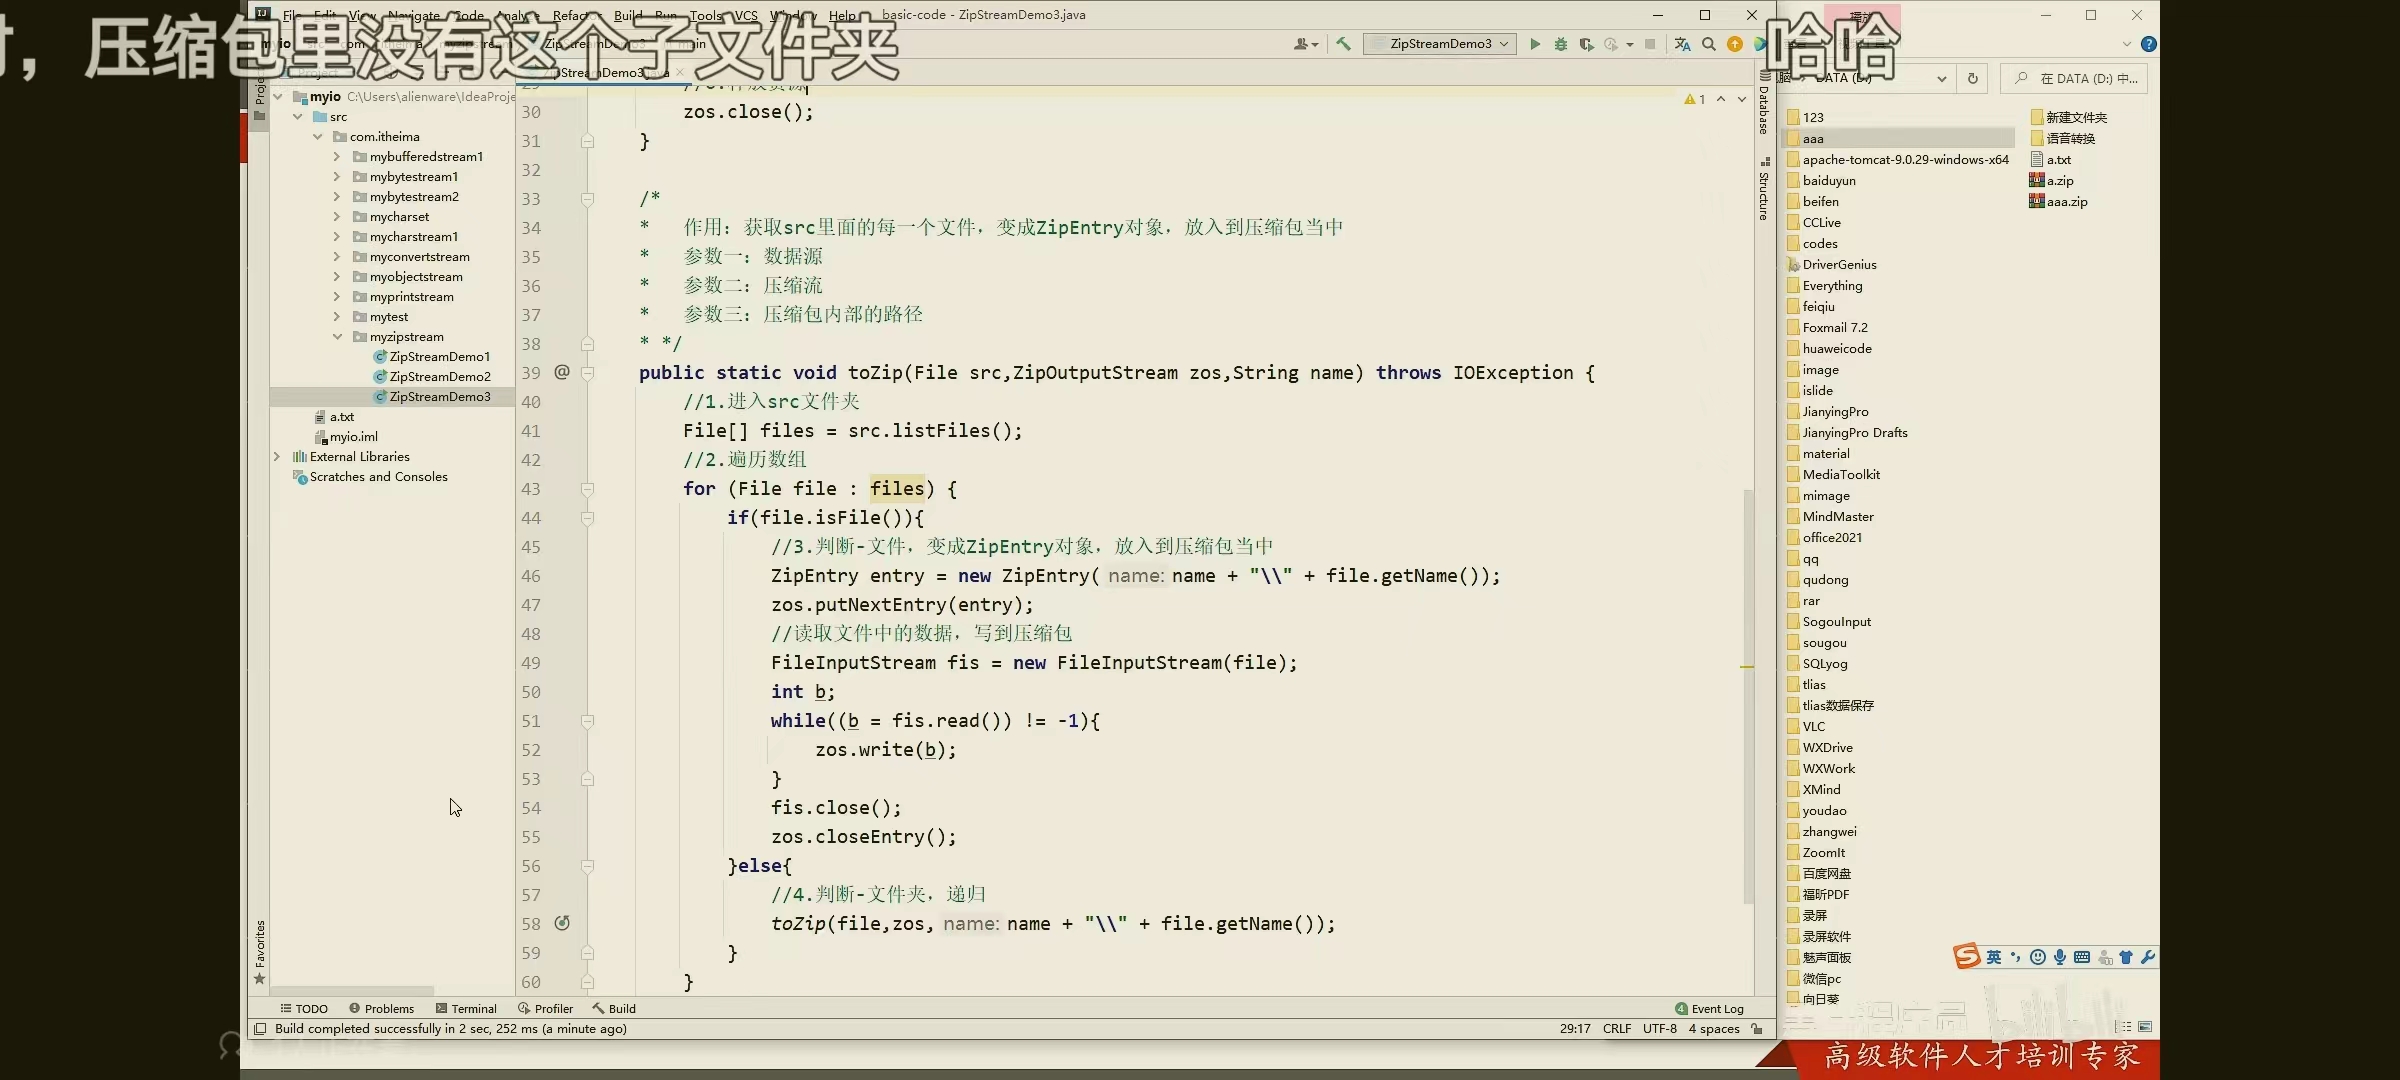 File Edit View Navigate Code Analyze Refactor Build Run Tools VCS Window Help basic-code - ZipStreamDemo3.java
，压缩包里没有这个子文件夹
哈哈
ZipStreamDemo3
ZipStreamDemo3.java
DATA (D:)
在 DATA (D:) 中...
Project
myio C:\Users\alienware\IdeaProje
src
com.itheima
mybufferedstream1
mybytestream1
mybytestream2
mycharset
mycharstream1
myconvertstream
myobjectstream
myprintstream
mytest
myzipstream
ZipStreamDemo1
ZipStreamDemo2
ZipStreamDemo3
a.txt
myio.iml
External Libraries
Scratches and Consoles
Favorites
1
30 zos.close();
31 }
32
33 /*
34 * 作用：获取src里面的每一个文件，变成ZipEntry对象，放入到压缩包当中
35 * 参数一：数据源
36 * 参数二：压缩流
37 * 参数三：压缩包内部的路径
38 * */
39 @ public static void toZip(File src,ZipOutputStream zos,String name) throws IOException {
40 //1.进入src文件夹
41 File[] files = src.listFiles();
42 //2.遍历数组
43 for (File file : files) {
44 if(file.isFile()){
45 //3.判断-文件，变成ZipEntry对象，放入到压缩包当中
46 ZipEntry entry = new ZipEntry( name: name + "\\" + file.getName());
47 zos.putNextEntry(entry);
48 //读取文件中的数据，写到压缩包
49 FileInputStream fis = new FileInputStream(file);
50 int b;
51 while((b = fis.read()) != -1){
52 zos.write(b);
53 }
54 fis.close();
55 zos.closeEntry();
56 }else{
57 //4.判断-文件夹，递归
58 toZip(file,zos, name: name + "\\" + file.getName());
59 }
60 }
Database
Structure
123
aaa
apache-tomcat-9.0.29-windows-x64
baiduyun
beifen
CCLive
codes
DriverGenius
Everything
feiqiu
Foxmail 7.2
huaweicode
image
islide
JianyingPro
JianyingPro Drafts
material
MediaToolkit
mimage
MindMaster
office2021
qq
qudong
rar
SogouInput
sougou
SQLyog
tlias
tlias数据保存
VLC
WXDrive
WXWork
XMind
youdao
zhangwei
ZoomIt
百度网盘
福昕PDF
录屏
录屏软件
魅声面板
微信pc
向日葵
新建文件夹
语音转换
a.txt
a.zip
aaa.zip
英
TODO Problems Terminal Profiler Build
4 Event Log
Build completed successfully in 2 sec, 252 ms (a minute ago)
29:17 CRLF UTF-8 4 spaces
高级软件人才培训专家